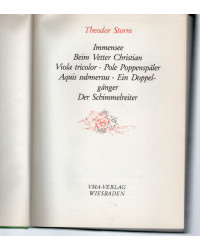 Theodor Storm
Immensee
Beim Vetter Christian
Viola tricolor · Pole Poppenspäler
Aquis submersus · Ein Doppel-
gänger
Der Schimmelreiter
VMA-VERLAG
WIESBADEN